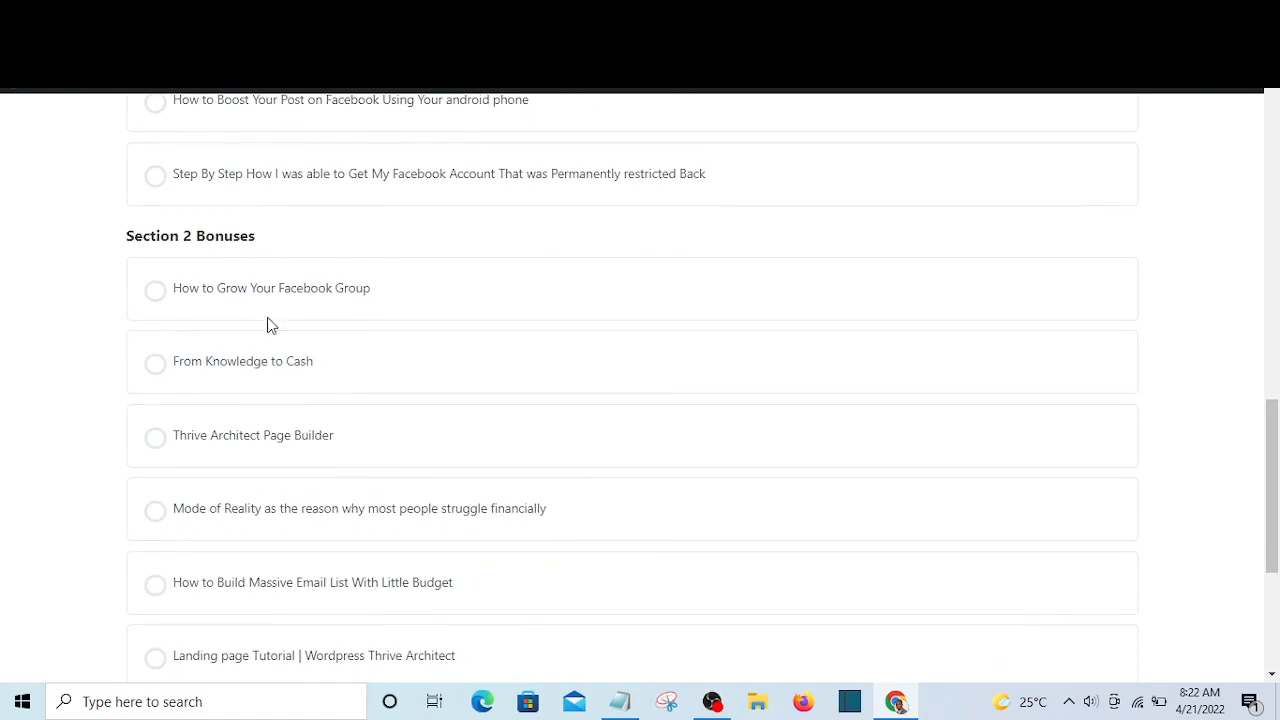 How to Boost Your Post on Facebook Using Your android phone
Step By Step How I was able to Get My Facebook Account That was Permanently restricted Back
Section 2 Bonuses
How to Grow Your Facebook Group
From Knowledge to Cash
Thrive Architect Page Builder
Mode of Reality as the reason why most people struggle financially
How to Build Massive Email List With Little Budget
Landing page Tutorial | Wordpress Thrive Architect
Type here to search
25°C
8:22 AM
4/21/2022
1